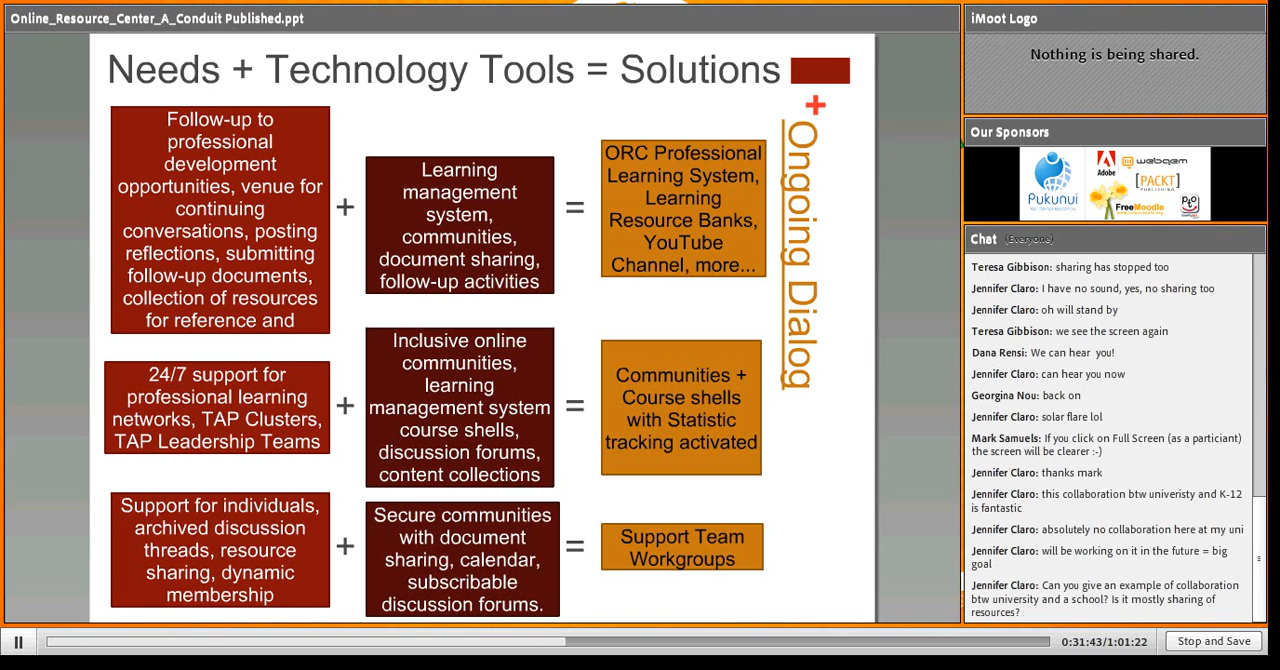 Online_Resource_Center_A_Conduit Published.ppt
Needs + Technology Tools = Solutions
Follow-up to
professional
development
opportunities, venue for
continuing
conversations, posting
reflections, submitting
follow-up documents,
collection of resources
for reference and
+
Learning
management
system,
communities,
document sharing,
follow-up activities
=
ORC Professional
Learning System,
Learning
Resource Banks,
YouTube
Channel, more...
+
Ongoing Dialog
24/7 support for
professional learning
networks, TAP Clusters,
TAP Leadership Teams
+
Inclusive online
communities,
learning
management system
course shells,
discussion forums,
content collections
=
Communities +
Course shells
with Statistic
tracking activated
Support for individuals,
archived discussion
threads, resource
sharing, dynamic
membership
+
Secure communities
with document
sharing, calendar,
subscribable
discussion forums.
=
Support Team
Workgroups
iMoot Logo
Nothing is being shared.
Our Sponsors
Pukunui
Adobe
webqem
[PACKT]
PUBLISHING
FreeMoodle
Chat (Everyone)
Teresa Gibbison: sharing has stopped too
Jennifer Claro: I have no sound, yes, no sharing too
Jennifer Claro: oh will stand by
Teresa Gibbison: we see the screen again
Dana Rensi: We can hear you!
Jennifer Claro: can hear you now
Georgina Nou: back on
Jennifer Claro: solar flare lol
Mark Samuels: If you click on Full Screen (as a particiant)
the screen will be clearer :-)
Jennifer Claro: thanks mark
Jennifer Claro: this collaboration btw univeristy and K-12
is fantastic
Jennifer Claro: absolutely no collaboration here at my uni
Jennifer Claro: will be working on it in the future = big
goal
Jennifer Claro: Can you give an example of collaboration
btw university and a school? Is it mostly sharing of
resources?
0:31:43/1:01:22
Stop and Save